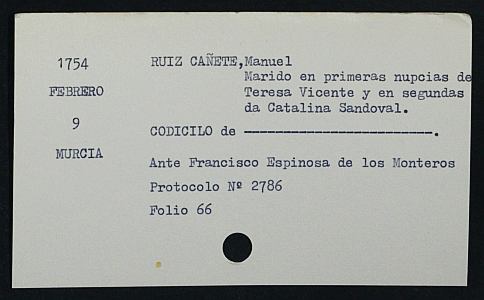 1754 RUIZ CAÑETE, Manuel
Marido en primeras nupcias de
FEBRERO Teresa Vicente y en segundas
da Catalina Sandoval.
9
CODICILO de --------------------------.
MURCIA
Ante Francisco Espinosa de los Monteros
Protocolo Nº 2786
Folio 66